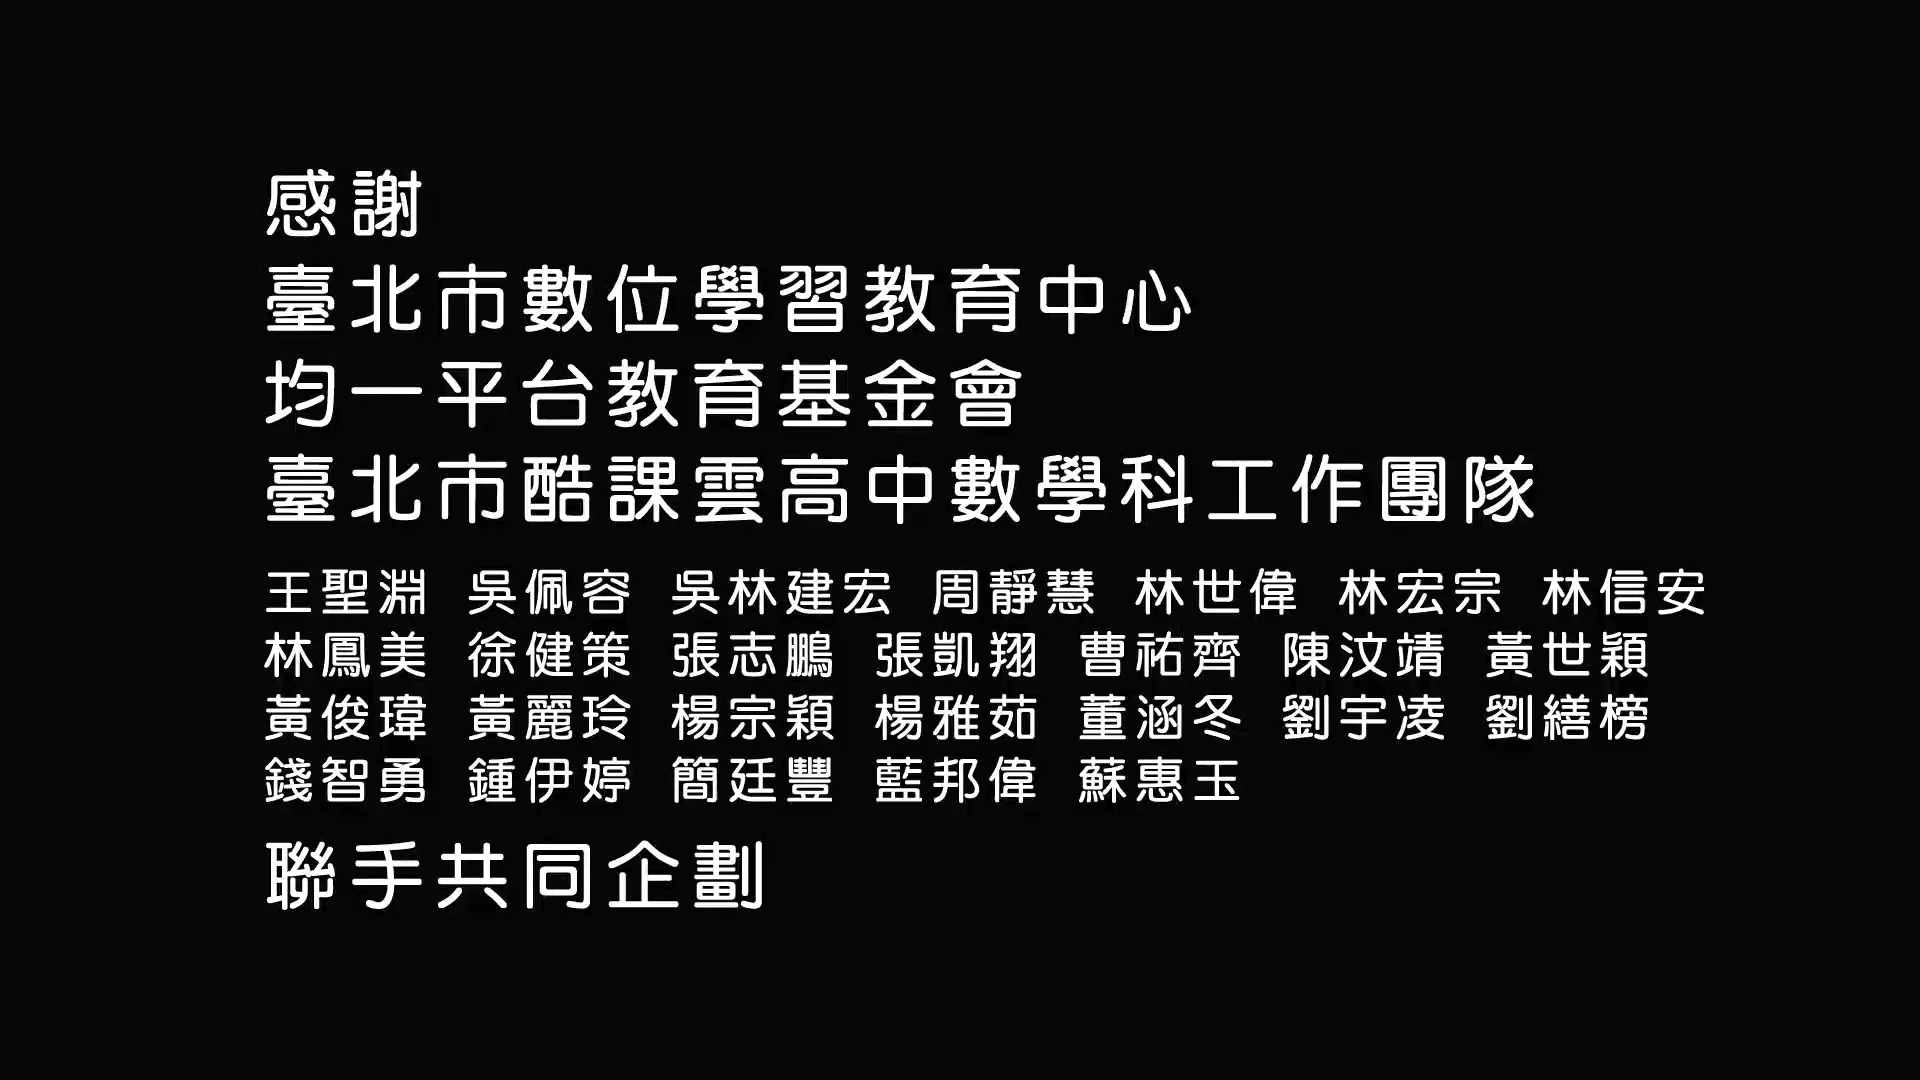 感謝
臺北市數位學習教育中心
均一平台教育基金會
臺北市酷課雲高中數學科工作團隊
王聖淵 吳佩容 吳林建宏 周靜慧 林世偉 林宏宗 林信安
林鳳美 徐健策 張志鵬 張凱翔 曹祐齊 陳汶靖 黃世穎
黃俊瑋 黃麗玲 楊宗穎 楊雅茹 董涵冬 劉宇凌 劉繕榜
錢智勇 鍾伊婷 簡廷豐 藍邦偉 蘇惠玉
聯手共同企劃